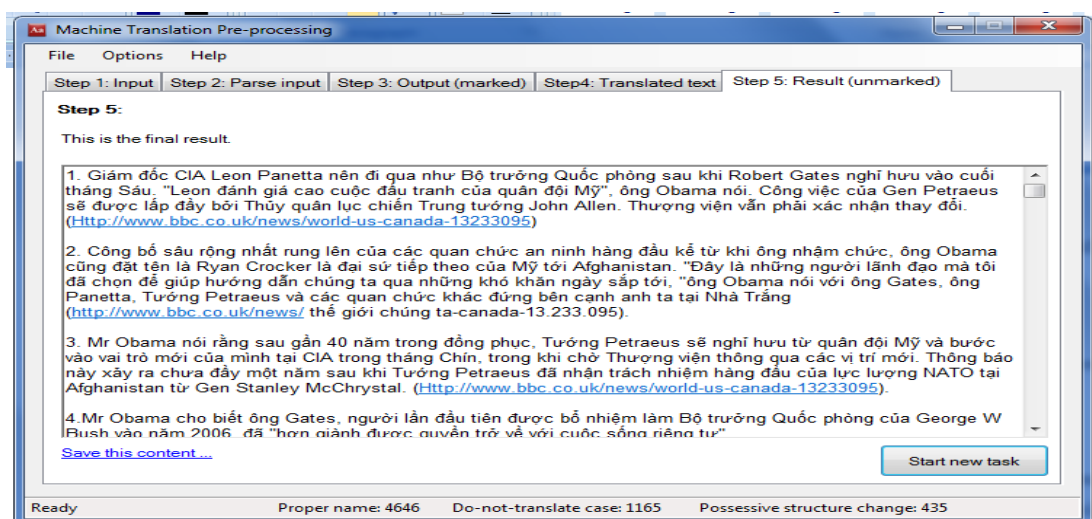 Machine Translation Pre-processing
File Options Help
Step 1: Input Step 2: Parse input Step 3: Output (marked) Step4: Translated text Step 5: Result (unmarked)
Step 5:
This is the final result.
1. Giám đốc CIA Leon Panetta nên đi qua như Bộ trưởng Quốc phòng sau khi Robert Gates nghỉ hưu vào cuối
tháng Sáu. "Leon đánh giá cao cuộc đấu tranh của quân đội Mỹ", ông Obama nói. Công việc của Gen Petraeus
sẽ được lấp đầy bởi Thủy quân lục chiến Trung tướng John Allen. Thượng viện vẫn phải xác nhận thay đổi.
(Http://www.bbc.co.uk/news/world-us-canada-13233095)
2. Công bố sâu rộng nhất rung lên của các quan chức an ninh hàng đầu kể từ khi ông nhậm chức, ông Obama
cũng đặt tên là Ryan Crocker là đại sứ tiếp theo của Mỹ tới Afghanistan. "Đây là những người lãnh đạo mà tôi
đã chọn để giúp hướng dẫn chúng ta qua những khó khăn ngày sắp tới, "ông Obama nói với ông Gates, ông
Panetta, Tướng Petraeus và các quan chức khác đứng bên cạnh anh ta tại Nhà Trắng
(http://www.bbc.co.uk/news/ thế giới chúng ta-canada-13.233.095).
3. Mr Obama nói rằng sau gần 40 năm trong đồng phục, Tướng Petraeus sẽ nghỉ hưu từ quân đội Mỹ và bước
vào vai trò mới của mình tại CIA trong tháng Chín, trong khi chờ Thượng viện thông qua các vị trí mới. Thông báo
này xảy ra chưa đầy một năm sau khi Tướng Petraeus đã nhận trách nhiệm hàng đầu của lực lượng NATO tại
Afghanistan từ Gen Stanley McChrystal. (Http://www.bbc.co.uk/news/world-us-canada-13233095).
4.Mr Obama cho biết ông Gates, người lần đầu tiên được bổ nhiệm làm Bộ trưởng Quốc phòng của George W
Bush vào năm 2006, đã "hơn giành được quyền trở về với cuộc sống riêng tư"
Save this content ...
Start new task
Ready Proper name: 4646 Do-not-translate case: 1165 Possessive structure change: 435